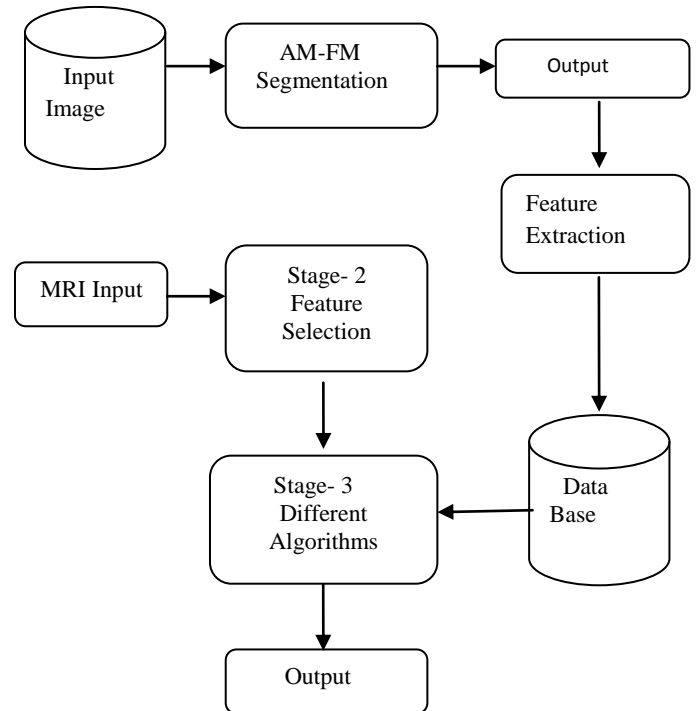 Input
Image
AM-FM
Segmentation
Output
Feature
Extraction
MRI Input
Stage- 2
Feature
Selection
Stage- 3
Different
Algorithms
Data
Base
Output